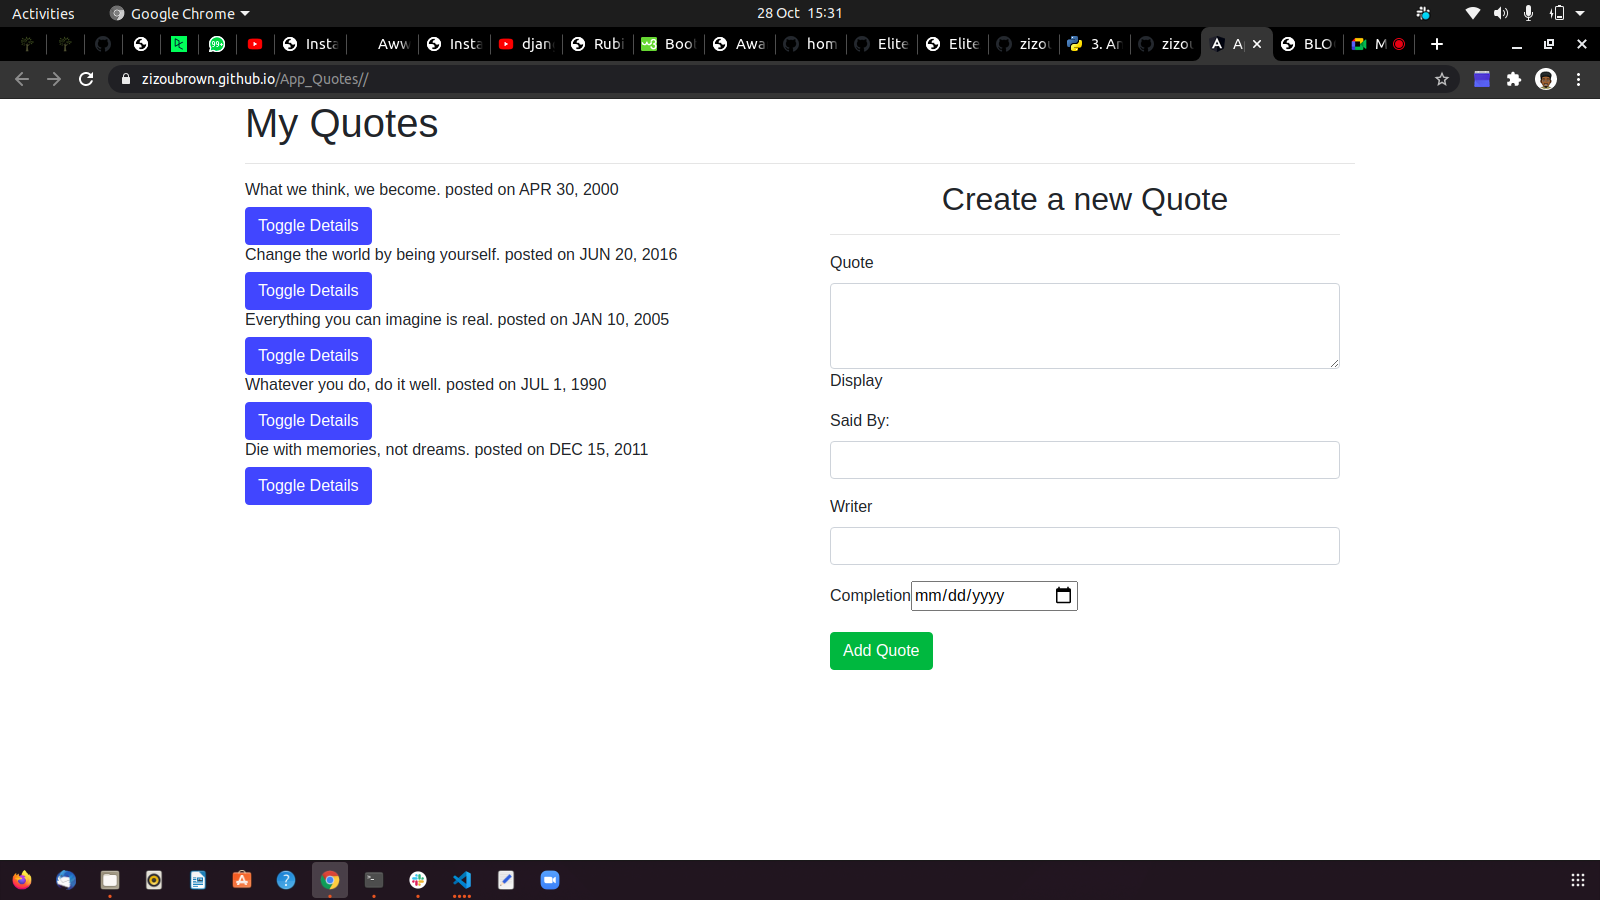 Activities
Google Chrome
28 Oct 15:31
99+
Insta
Aww
Insta
djan
Rubi
Boot
Awa
hom
Elite
Elite
zizou
3. An
zizou
A
BLO
M
zizoubrown.github.io/App_Quotes//
My Quotes
What we think, we become. posted on APR 30, 2000
Toggle Details
Change the world by being yourself. posted on JUN 20, 2016
Toggle Details
Everything you can imagine is real. posted on JAN 10, 2005
Toggle Details
Whatever you do, do it well. posted on JUL 1, 1990
Toggle Details
Die with memories, not dreams. posted on DEC 15, 2011
Toggle Details
Create a new Quote
Quote
Display
Said By:
Writer
Completion mm/dd/yyyy
Add Quote